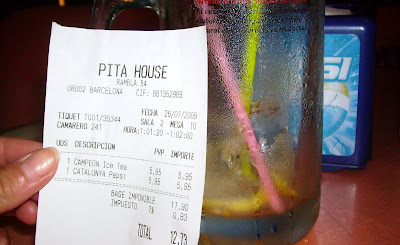 PITA HOUSE
RAMBLA 54
08002 BARCELONA CIF: 661352969
FECHA 26/07/2009
TIQUET T001/35344 SALA 2 MESA 10
CAMARERO 241 HORA:1:01:20 -1:02:00
UDS DESCRIPCION PVP IMPORTE
1 CAMPEON Ice Tea 5,95 5,95
1 CATALUNYA Pepsi 5,95 5,95
BASE IMPONIBLE 11,90
IMPUESTO 7% 0,83
TOTAL 12,73